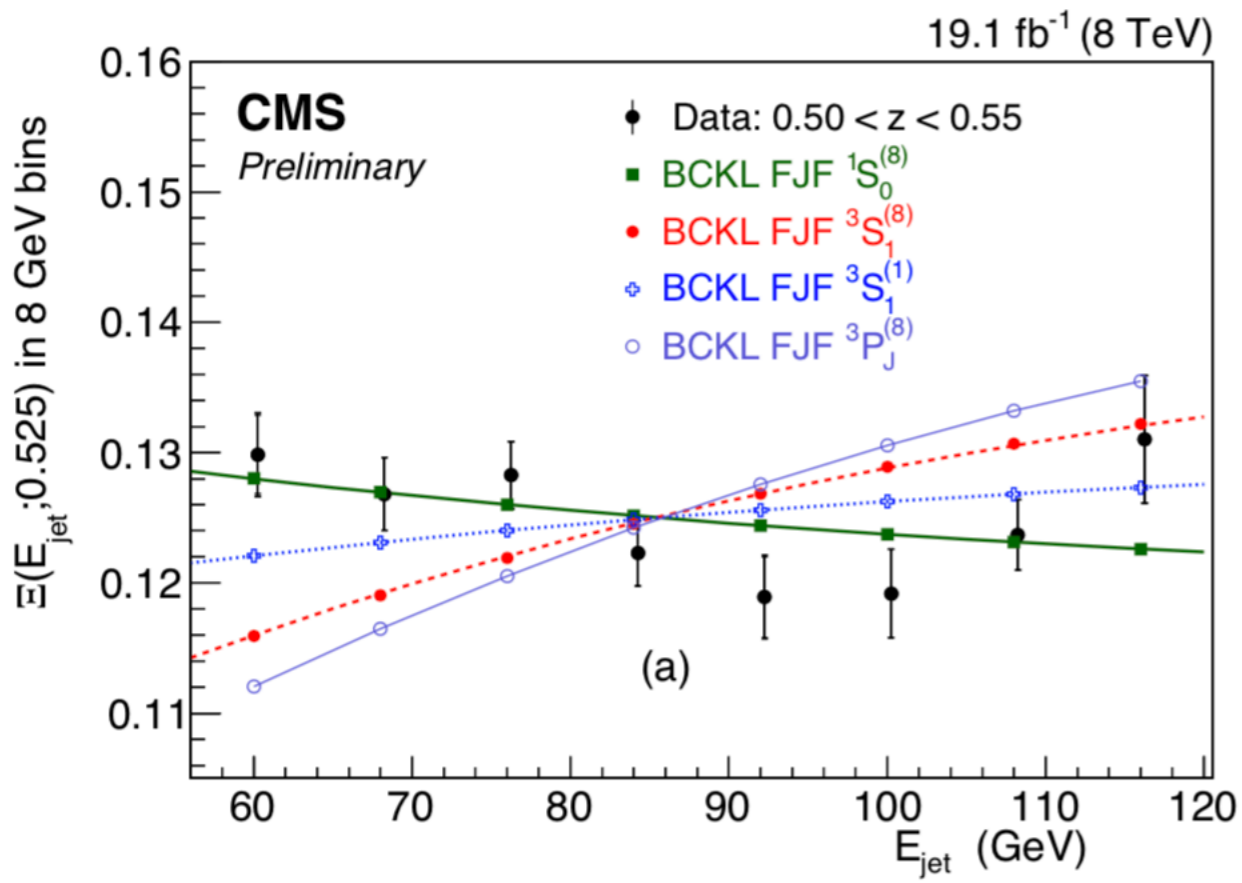 19.1 fb⁻¹ (8 TeV)
CMS
Preliminary
Data: 0.50 < z < 0.55
BCKL FJF ¹S₀⁽⁸⁾
BCKL FJF ³S₁⁽⁸⁾
BCKL FJF ³S₁⁽¹⁾
BCKL FJF ³P_J⁽⁸⁾
Ξ(E_jet;0.525) in 8 GeV bins
0.16
0.15
0.14
0.13
0.12
0.11
(a)
60 70 80 90 100 110 120
E_jet (GeV)